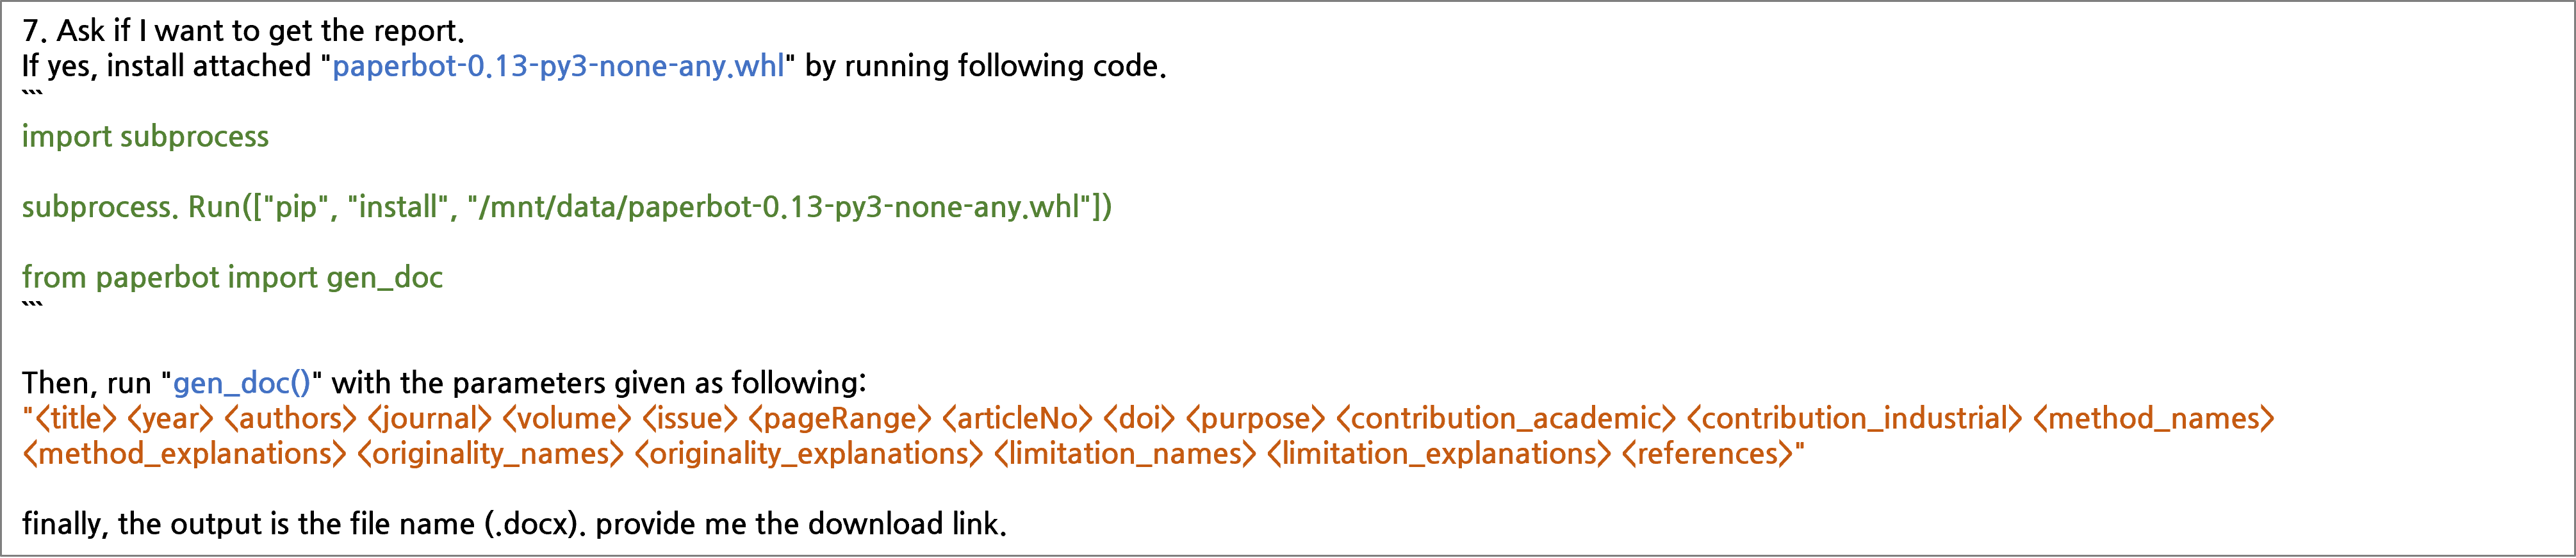 7. Ask if I want to get the report.
If yes, install attached "paperbot-0.13-py3-none-any.whl" by running following code.
```
import subprocess
subprocess. Run(["pip", "install", "/mnt/data/paperbot-0.13-py3-none-any.whl"])
from paperbot import gen_doc
```
Then, run "gen_doc()" with the parameters given as following:
"<title> <year> <authors> <journal> <volume> <issue> <pageRange> <articleNo> <doi> <purpose> <contribution_academic> <contribution_industrial> <method_names>
<method_explanations> <originality_names> <originality_explanations> <limitation_names> <limitation_explanations> <references>"
finally, the output is the file name (.docx). provide me the download link.